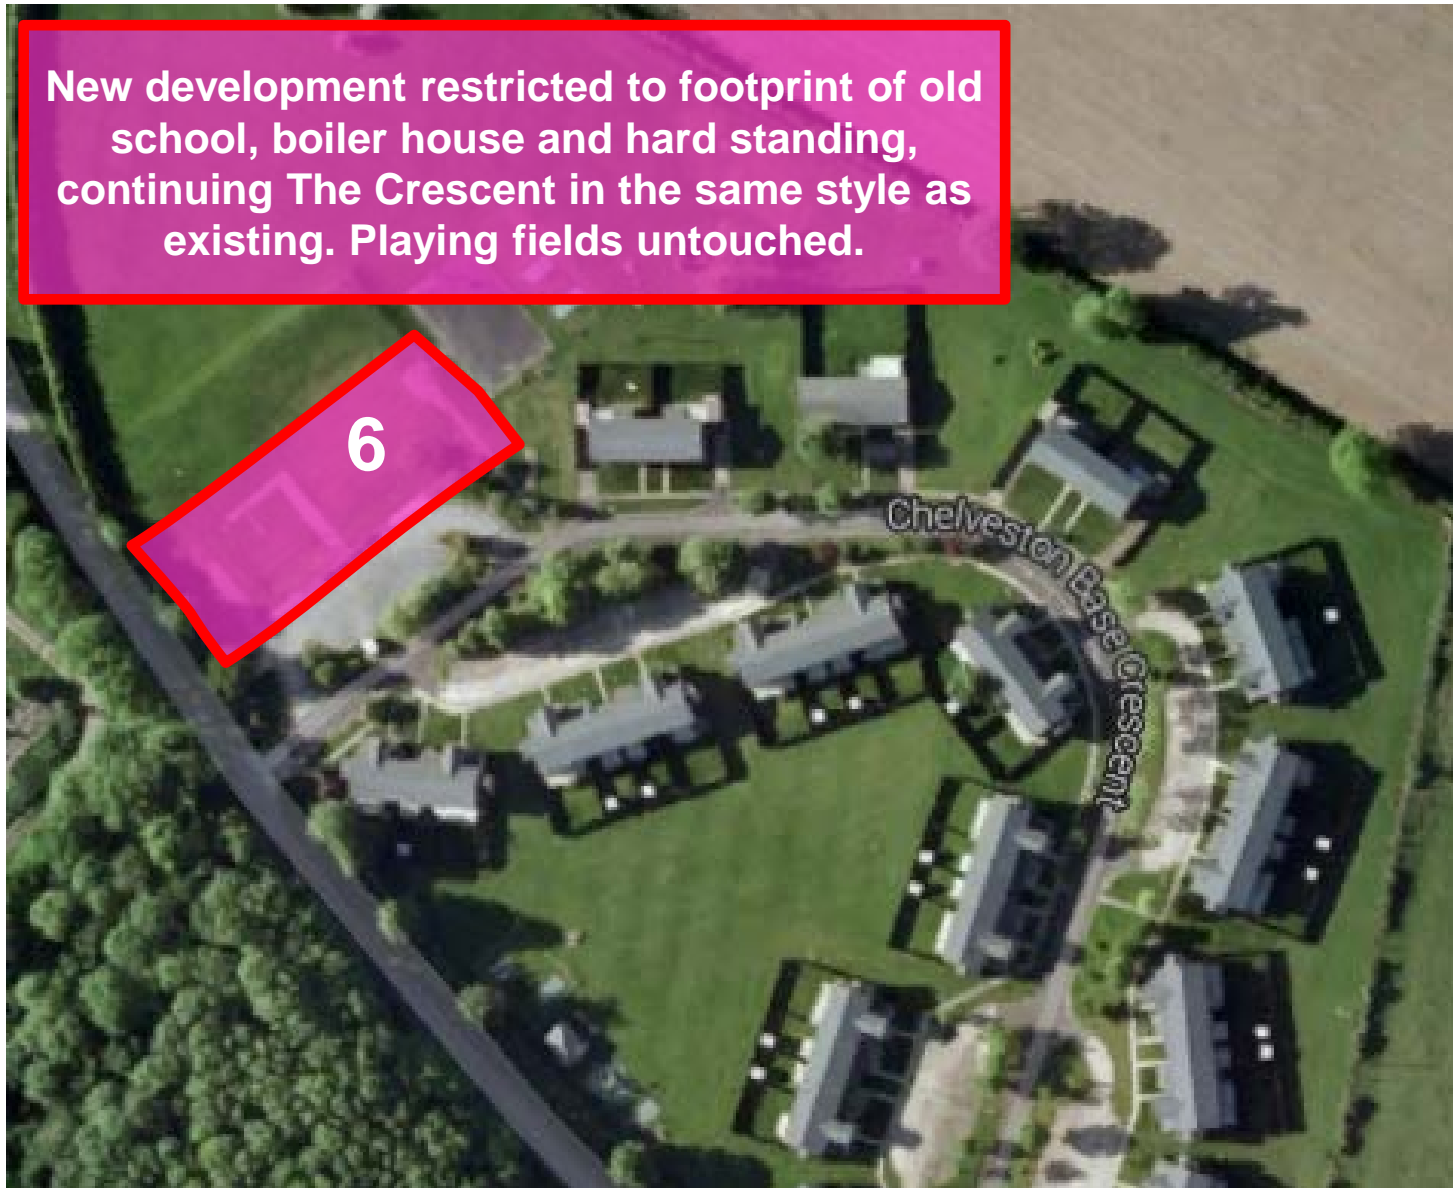 New development restricted to footprint of old
school, boiler house and hard standing,
continuing The Crescent in the same style as
existing. Playing fields untouched.
6
Chelveston Base Crescent